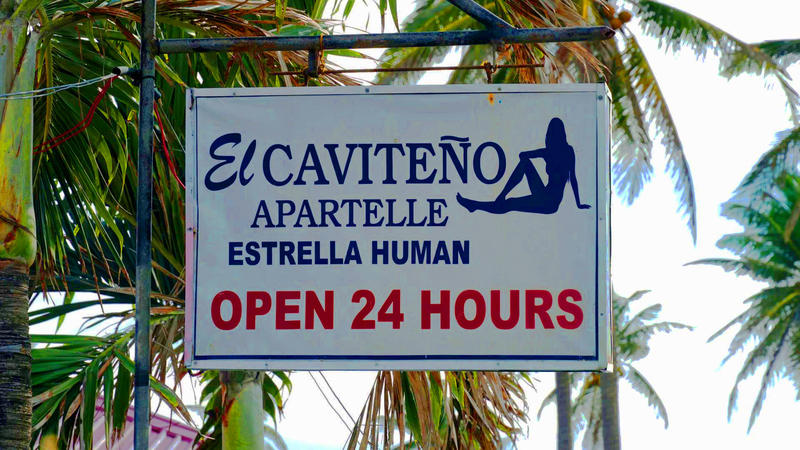 El CAVITEÑO
APARTELLE
ESTRELLA HUMAN
OPEN 24 HOURS